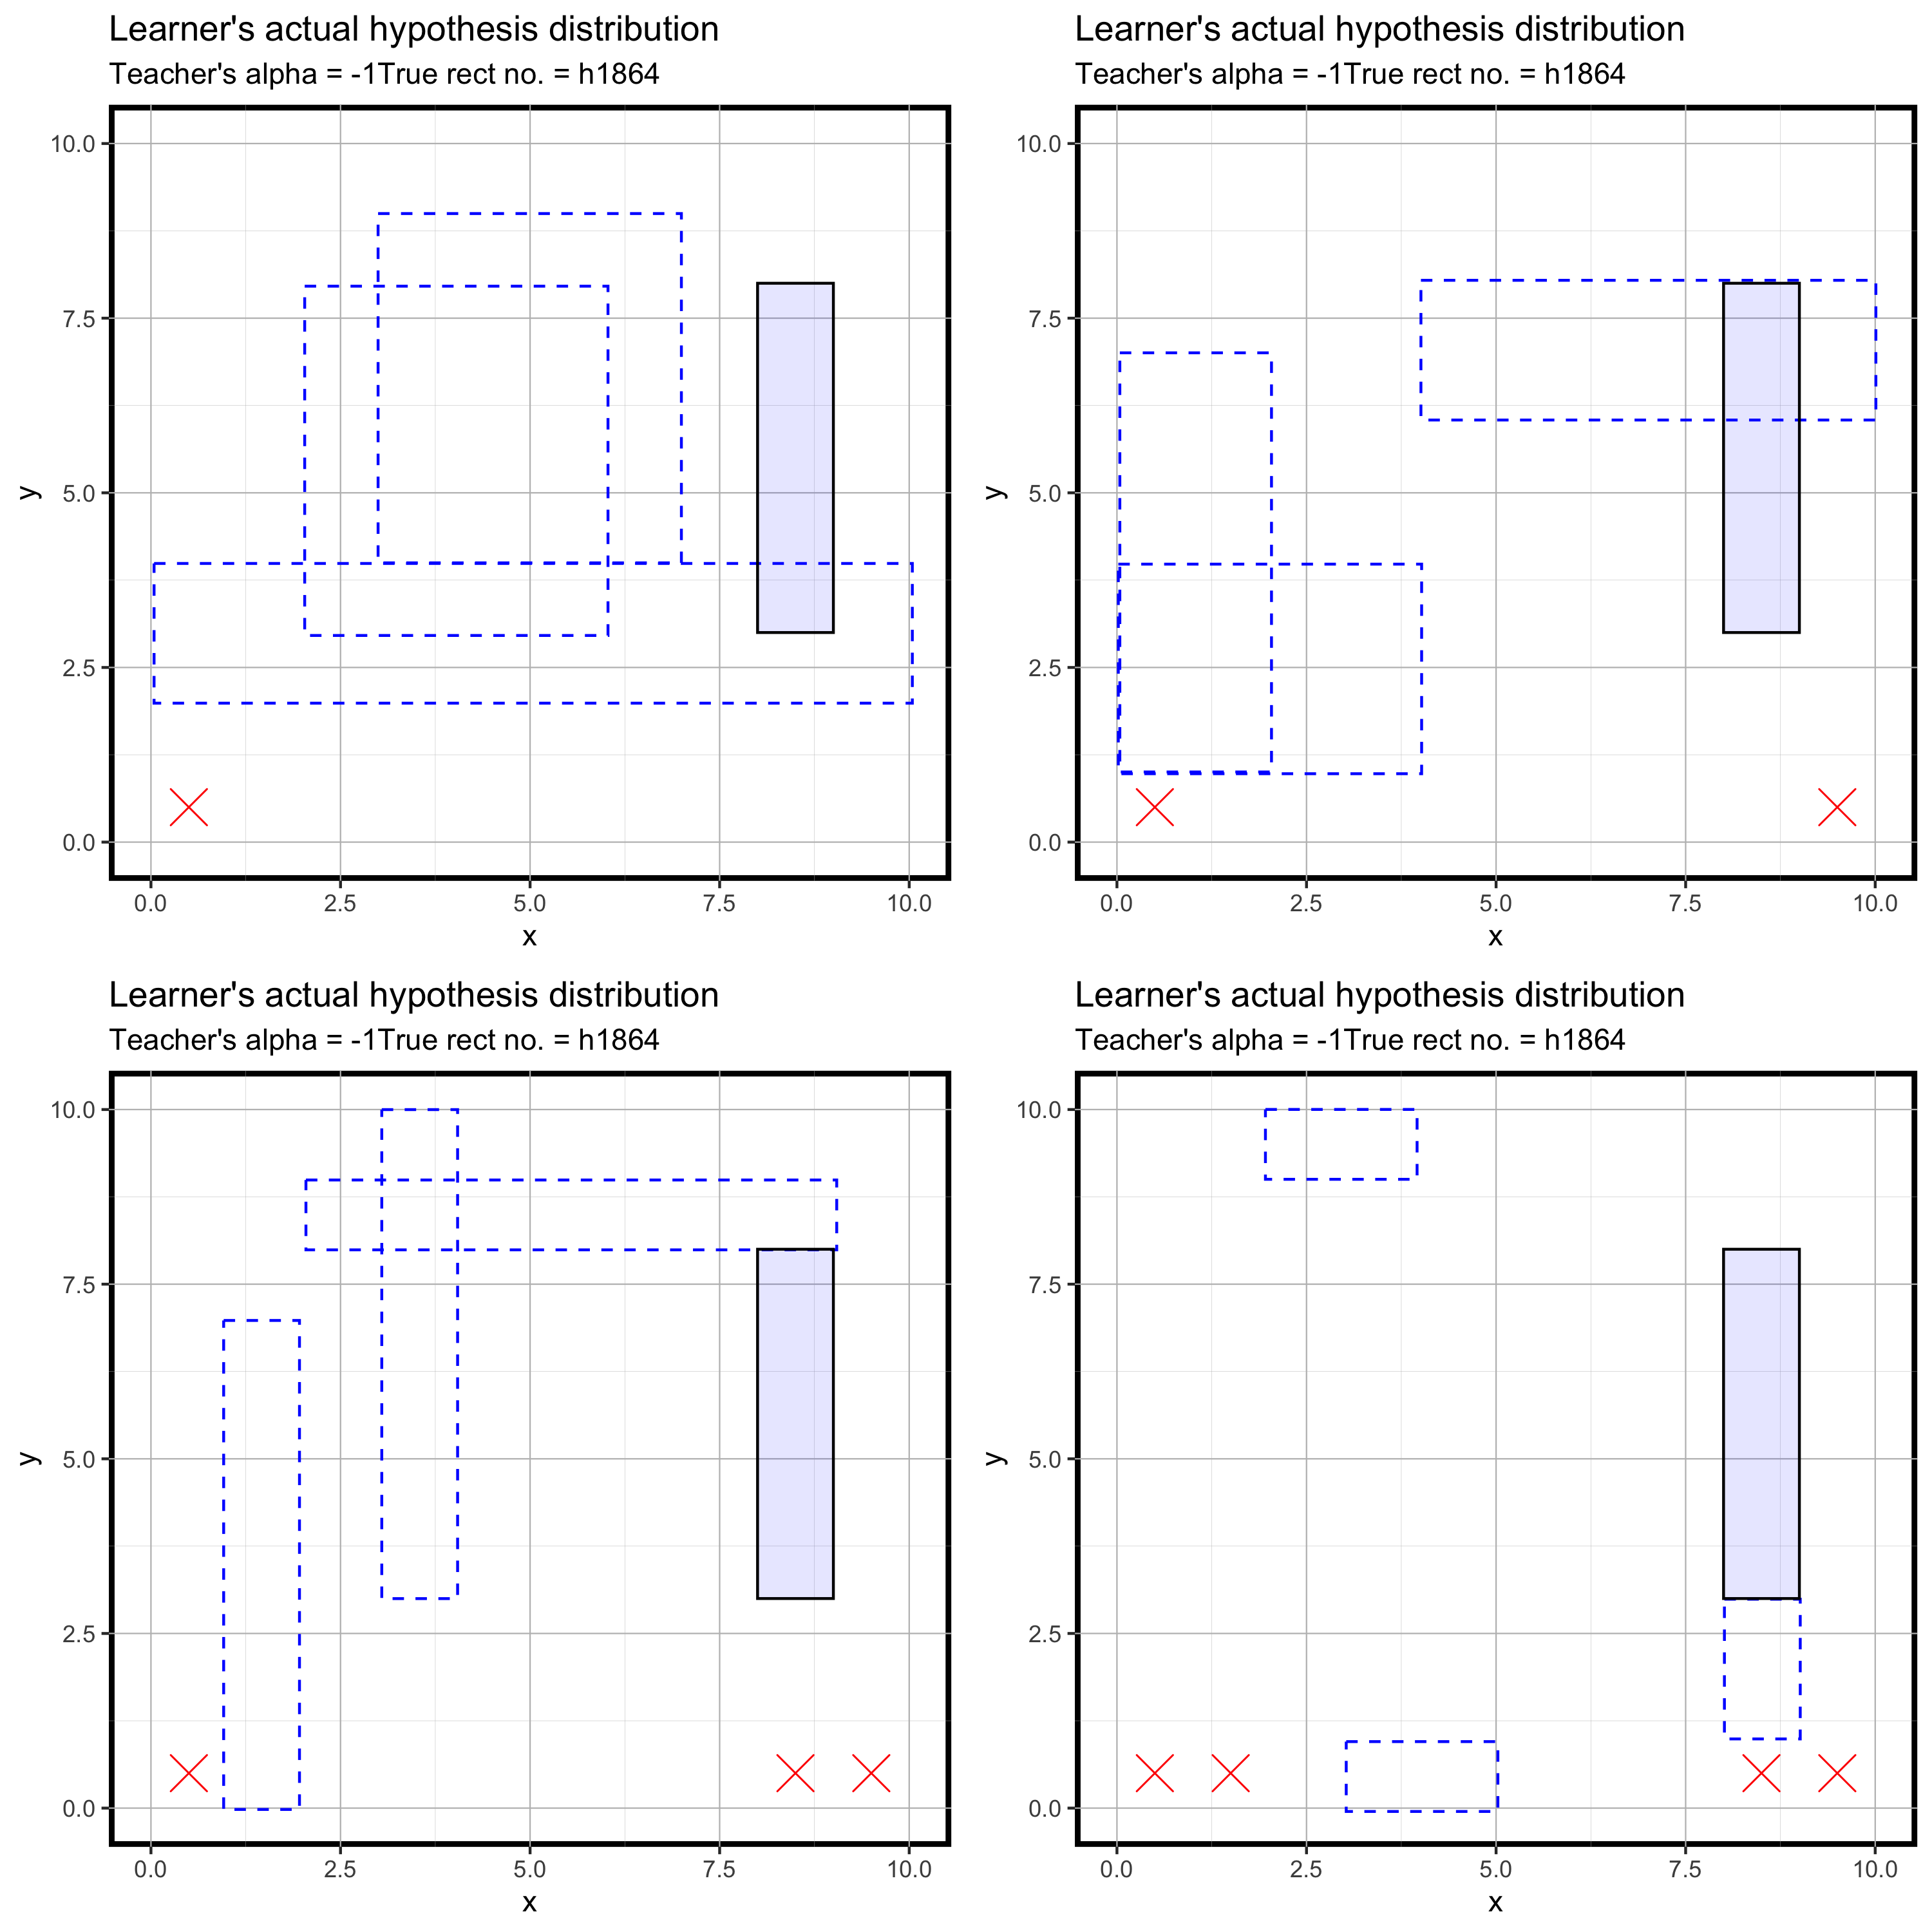 Learner's actual hypothesis distribution
Teacher's alpha = -1True rect no. = h1864
10.0
7.5
5.0
2.5
0.0
y
0.0 2.5 5.0 7.5 10.0
x
Learner's actual hypothesis distribution
Teacher's alpha = -1True rect no. = h1864
10.0
7.5
5.0
2.5
0.0
y
0.0 2.5 5.0 7.5 10.0
x
Learner's actual hypothesis distribution
Teacher's alpha = -1True rect no. = h1864
10.0
7.5
5.0
2.5
0.0
y
0.0 2.5 5.0 7.5 10.0
x
Learner's actual hypothesis distribution
Teacher's alpha = -1True rect no. = h1864
10.0
7.5
5.0
2.5
0.0
y
0.0 2.5 5.0 7.5 10.0
x